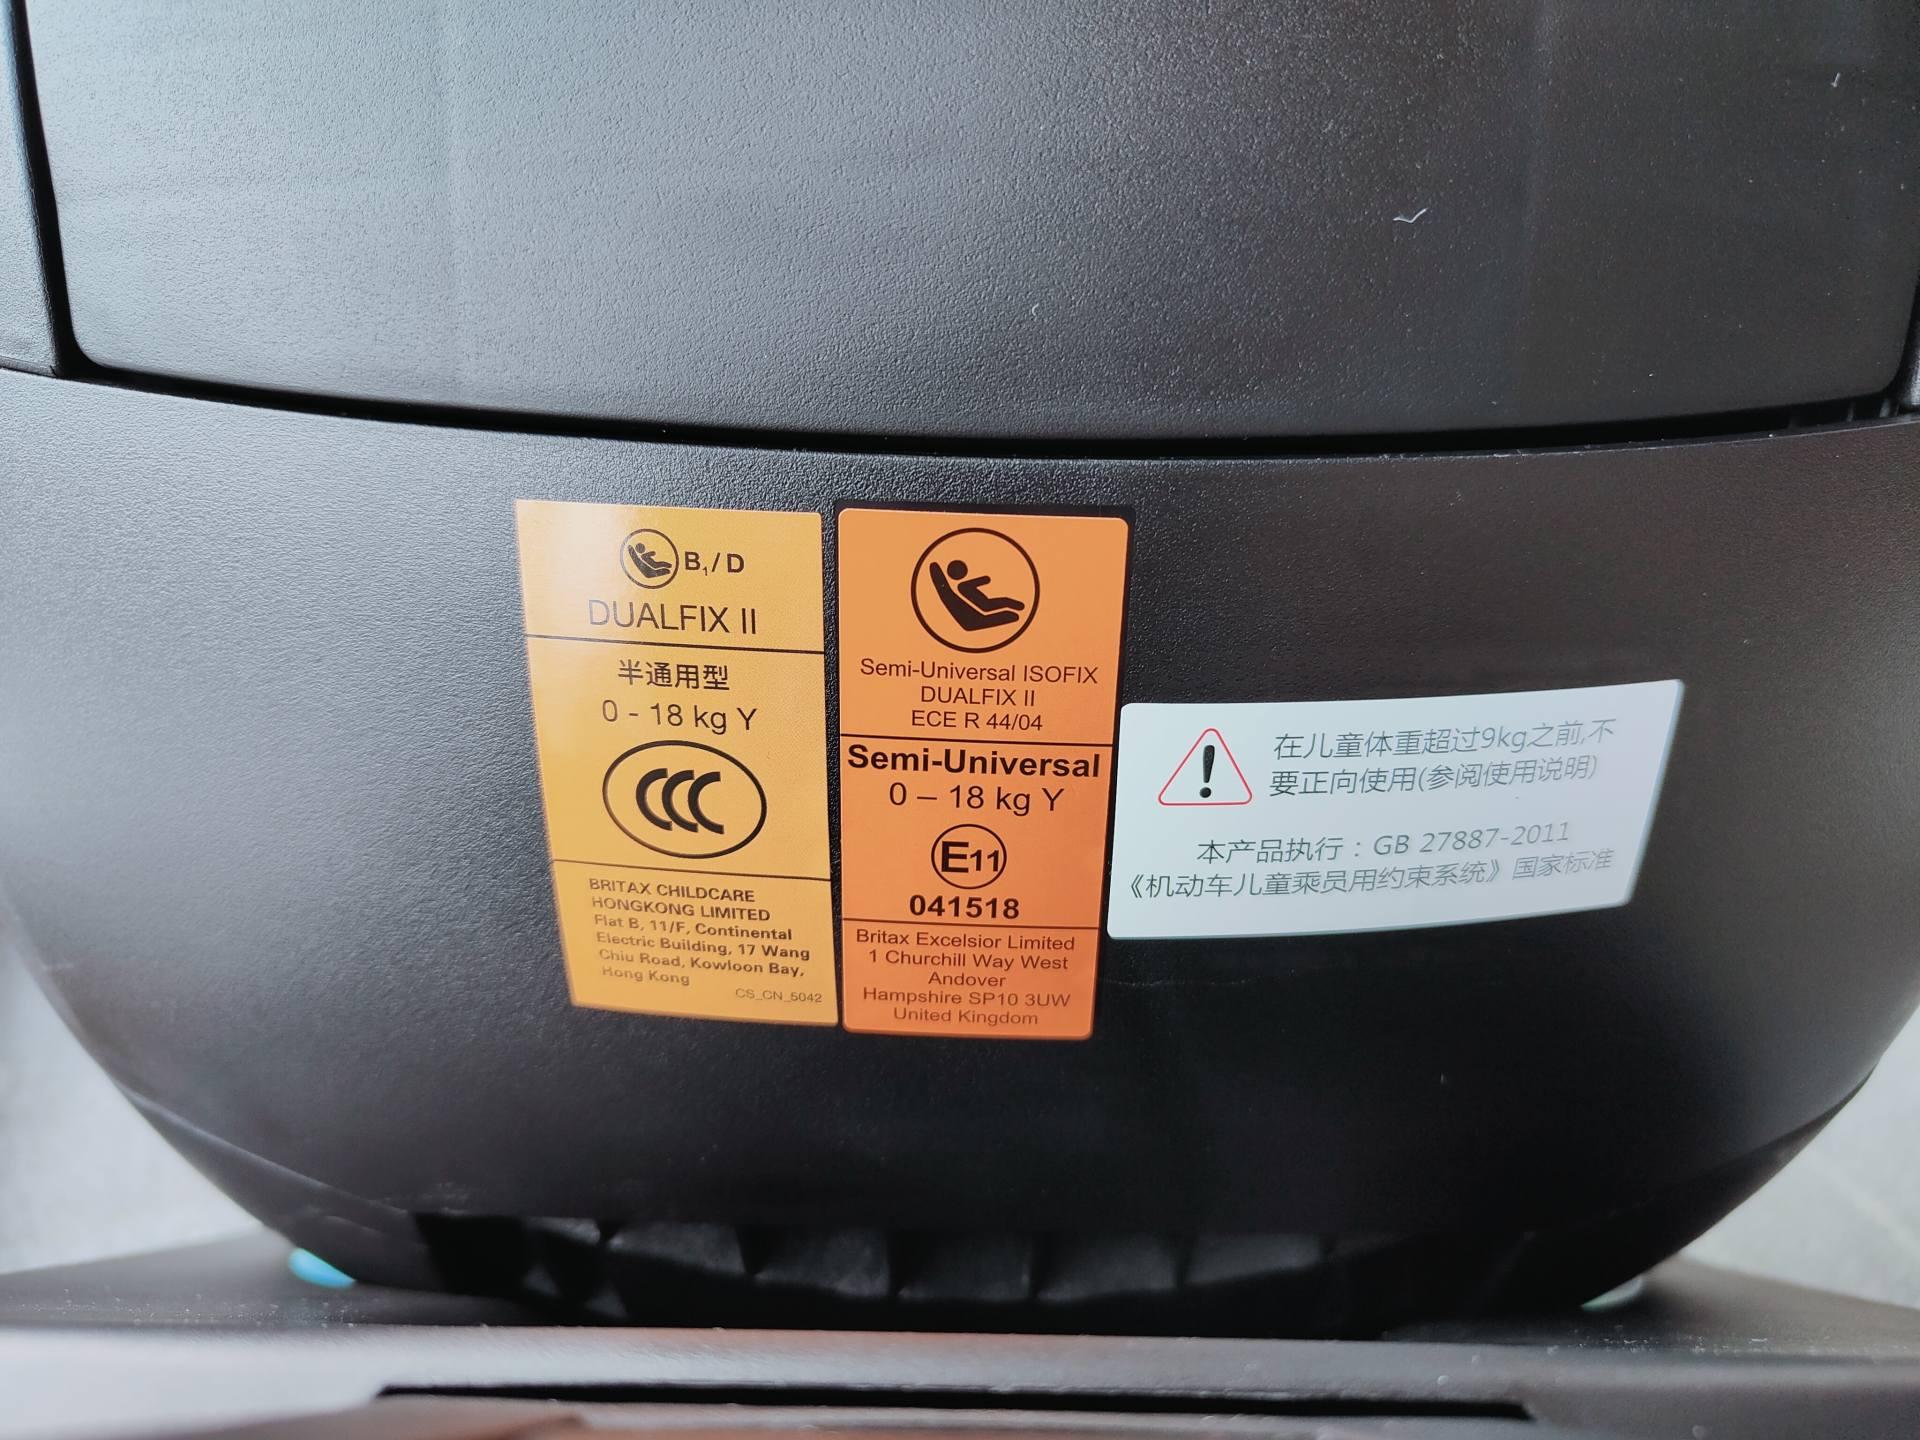 B1/D
DUALFIX II
半通用型
0 - 18 kg Y
CCC
BRITAX CHILDCARE
HONGKONG LIMITED
Flat B, 11/F, Continental
Electric Building, 17 Wang
Chiu Road, Kowloon Bay,
Hong Kong
CS_CN_5042
Semi-Universal ISOFIX
DUALFIX II
ECE R 44/04
Semi-Universal
0 – 18 kg Y
E11
041518
Britax Excelsior Limited
1 Churchill Way West
Andover
Hampshire SP10 3UW
United Kingdom
!
在儿童体重超过9kg之前,不
要正向使用(参阅使用说明)
本产品执行：GB 27887-2011
《机动车儿童乘员用约束系统》国家标准